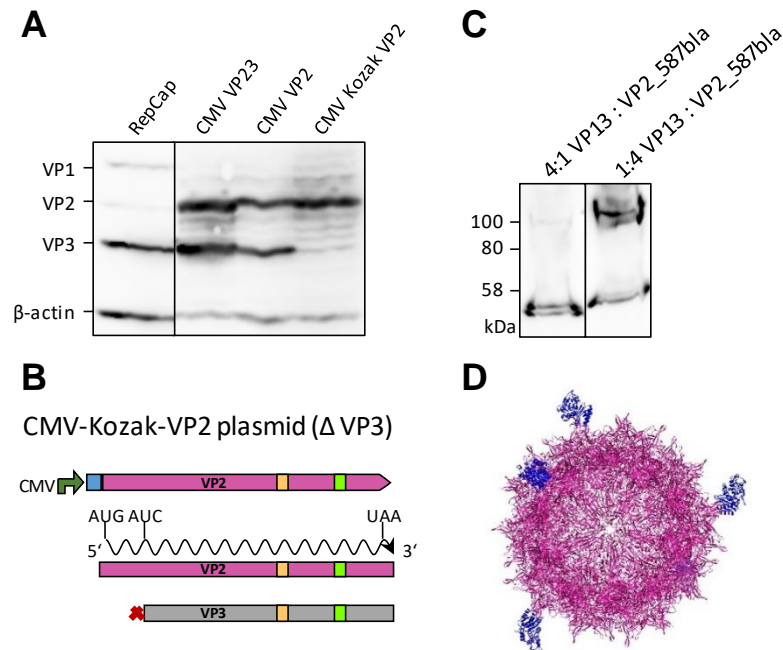 A
RepCap
CMV VP23
CMV VP2
CMV Kozak VP2
VP1
VP2
VP3
β-actin
B
CMV-Kozak-VP2 plasmid (Δ VP3)
CMV
VP2
AUG AUC UAA
5‘ 3‘
VP2
VP3
C
4:1 VP13 : VP2_587bla
1:4 VP13 : VP2_587bla
100
80
58
kDa
D